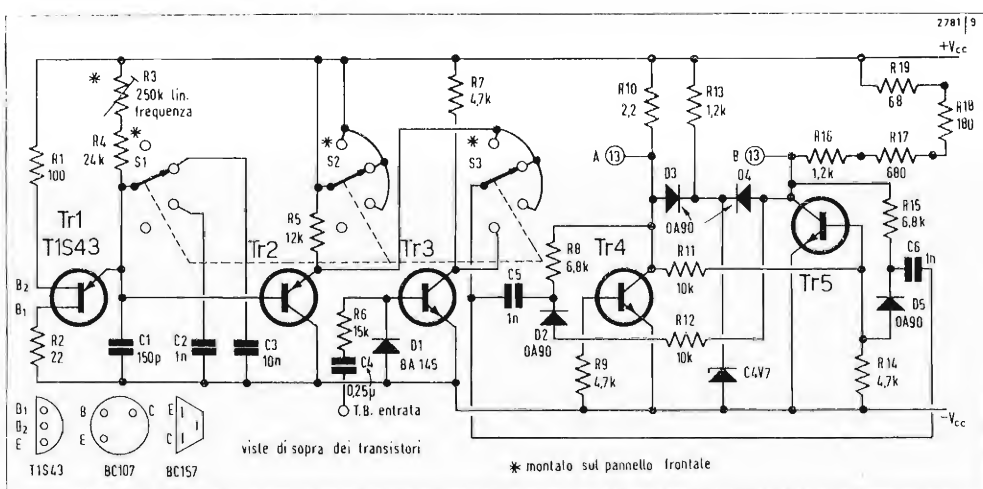 2781/9
+Vcc
* R3
250k lin.
frequenza
R4
24k
*
S1
R1
100
Tr1
T1S43
B2
B1
R2
22
C1
150p
C2
1n
C3
10n
Tr2
R5
12k
*
S2
Tr3
R6
15k
C4
0,25µ
D1
BA 145
T.B. entrata
R7
4,7k
*
S3
C5
1n
R8
6,8k
D2
OA90
R10
2,2
R13
1,2k
A 13
B 13
D3
D4
OA90
Tr4
R9
4,7k
R11
10k
R12
10k
C4V7
R19
68
R18
180
R16
1,2k
R17
680
R15
6,8k
Tr5
C6
1n
D5
OA90
R14
4,7k
-Vcc
B1
B2
E
T1S43
B
C
E
BC107
E
C
BC157
viste di sopra dei transistori
* montato sul pannello frontale